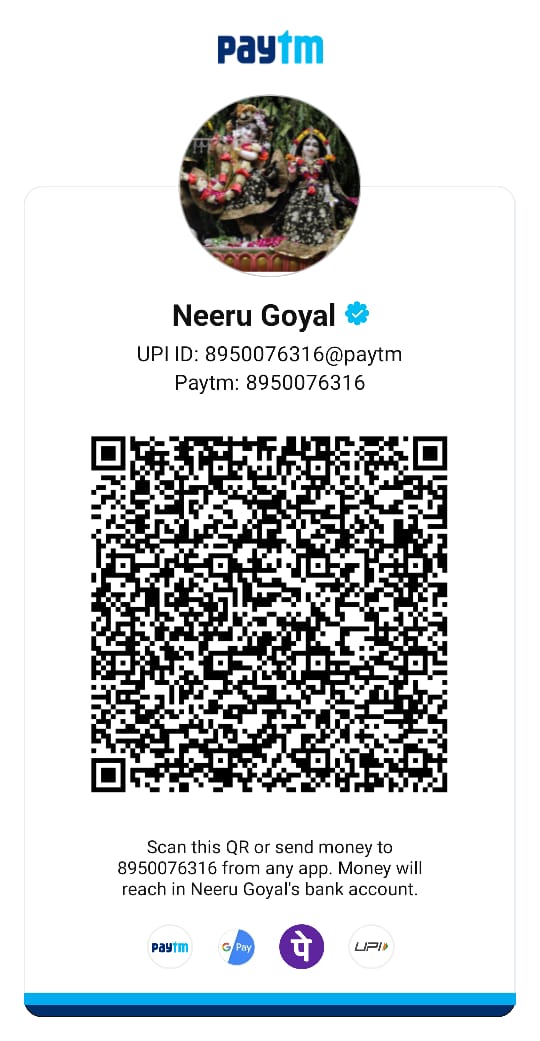 paytm
Neeru Goyal
UPI ID: 8950076316@paytm
Paytm: 8950076316
Scan this QR or send money to
8950076316 from any app. Money will
reach in Neeru Goyal's bank account.
paytm G Pay पे UPI